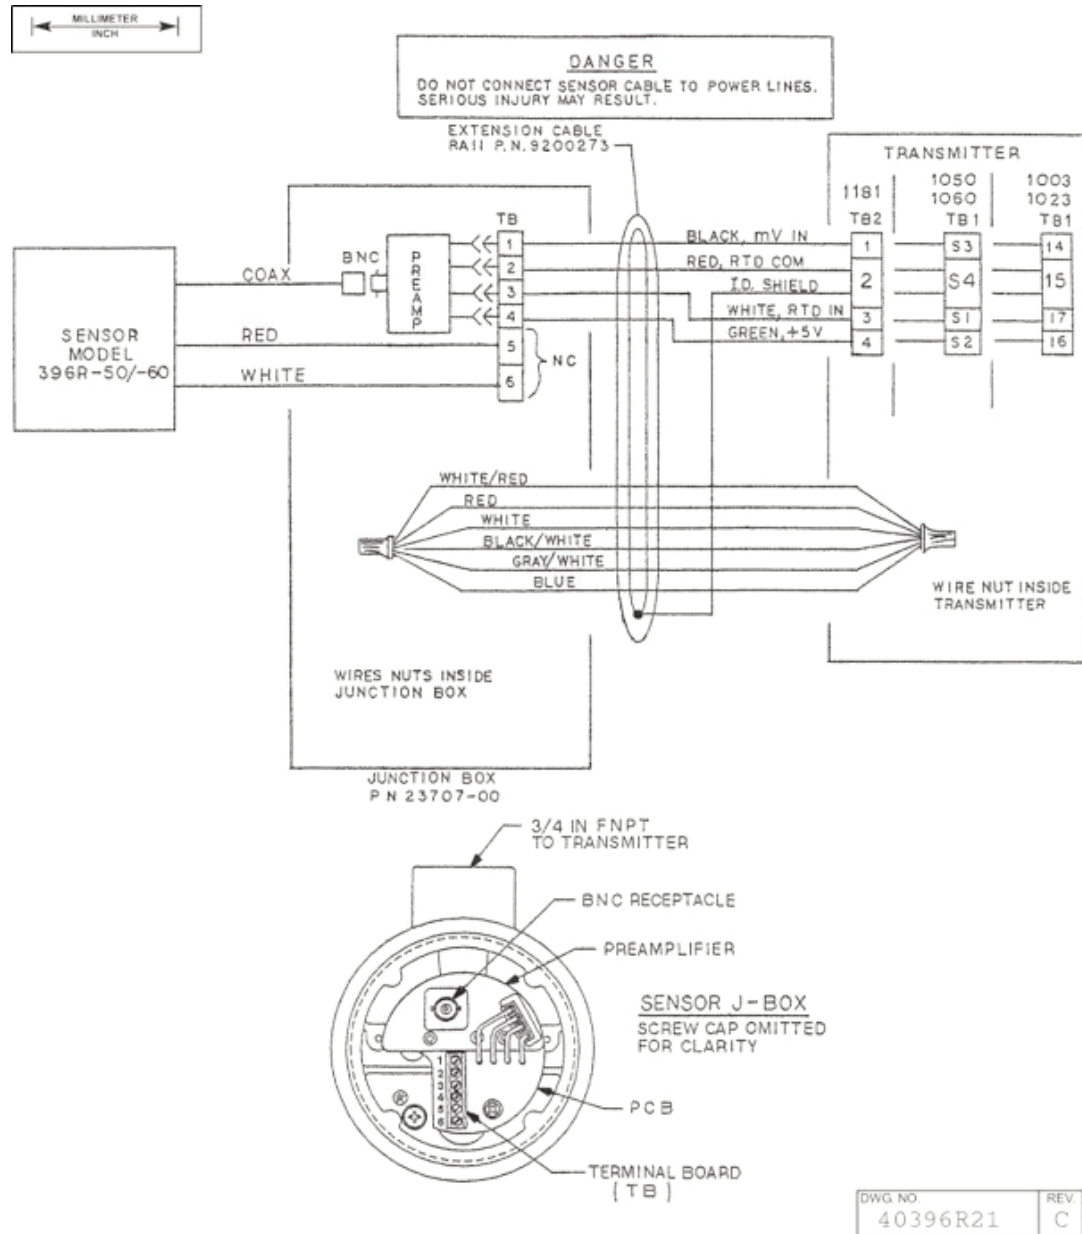 MILLIMETER
INCH
DANGER
DO NOT CONNECT SENSOR CABLE TO POWER LINES.
SERIOUS INJURY MAY RESULT.
EXTENSION CABLE
RAII P.N. 9200273
TRANSMITTER
1181
1050
1060
1003
1023
TB
TB2
TB1
TB1
SENSOR
MODEL
396R-50/-60
COAX
RED
WHITE
BNC
PREAMP
1
2
3
4
5
6
NC
BLACK, mV IN
RED, RTD COM
I.D. SHIELD
WHITE, RTD IN
GREEN, +5V
1
2
3
4
S3
S4
S1
S2
14
15
17
16
WHITE/RED
RED
WHITE
BLACK/WHITE
GRAY/WHITE
BLUE
WIRE NUT INSIDE
TRANSMITTER
WIRES NUTS INSIDE
JUNCTION BOX
JUNCTION BOX
P N 23707-00
3/4 IN FNPT
TO TRANSMITTER
BNC RECEPTACLE
PREAMPLIFIER
SENSOR J-BOX
SCREW CAP OMITTED
FOR CLARITY
1
2
3
4
5
6
PCB
TERMINAL BOARD
(TB)
DWG. NO.
40396R21
REV.
C